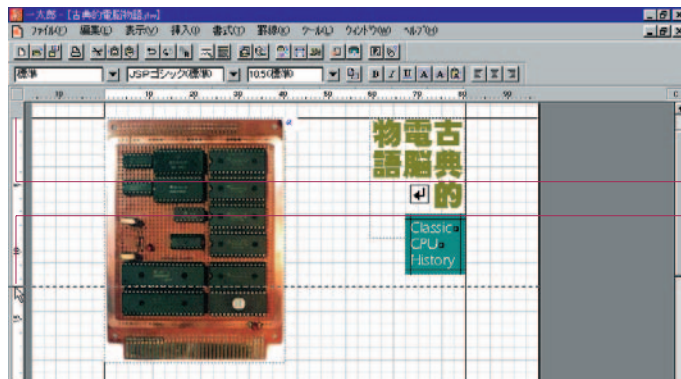 一太郎 - [古典的電脳物語.jtw]
ファイル(F) 編集(E) 表示(V) 挿入(I) 書式(T) 罫線(K) ツール(L) ウィンドウ(W) ヘルプ(H)
標準 JSPゴシック(標準) 10.5(標準)
古典的
電脳
物語
Classic
CPU
History